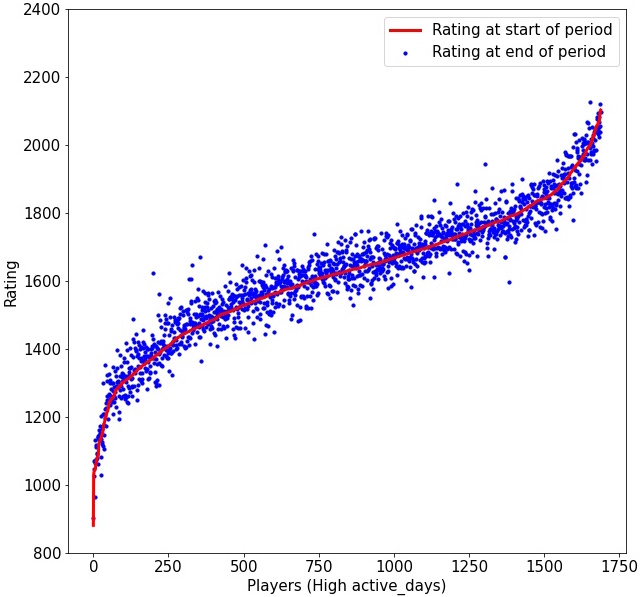 2400
2200
2000
1800
1600
1400
1200
1000
800
Rating
Rating at start of period
Rating at end of period
0 250 500 750 1000 1250 1500 1750
Players (High active_days)